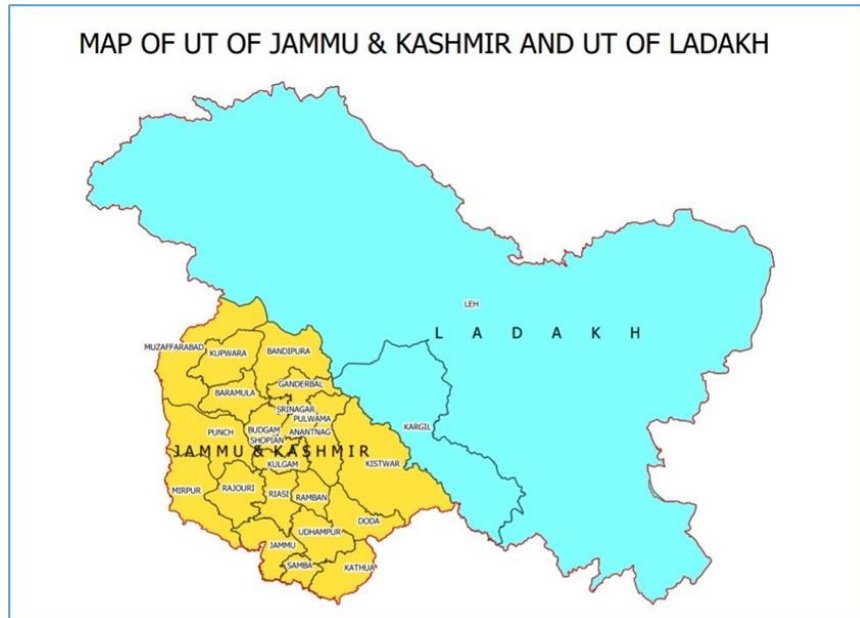 MAP OF UT OF JAMMU & KASHMIR AND UT OF LADAKH
LEH
L A D A K H
MUZAFFARABAD
KUPWARA
BANDIPURA
GANDERBAL
BARAMULA
SRINAGAR
PULWAMA
PUNCH
BUDGAM
ANANTNAG
SHOPIAN
KARGIL
JAMMU & KASHMIR
KULGAM
KISTWAR
MIRPUR
RAJOURI
RIASI
RAMBAN
DODA
UDHAMPUR
JAMMU
SAMBA
KATHUA